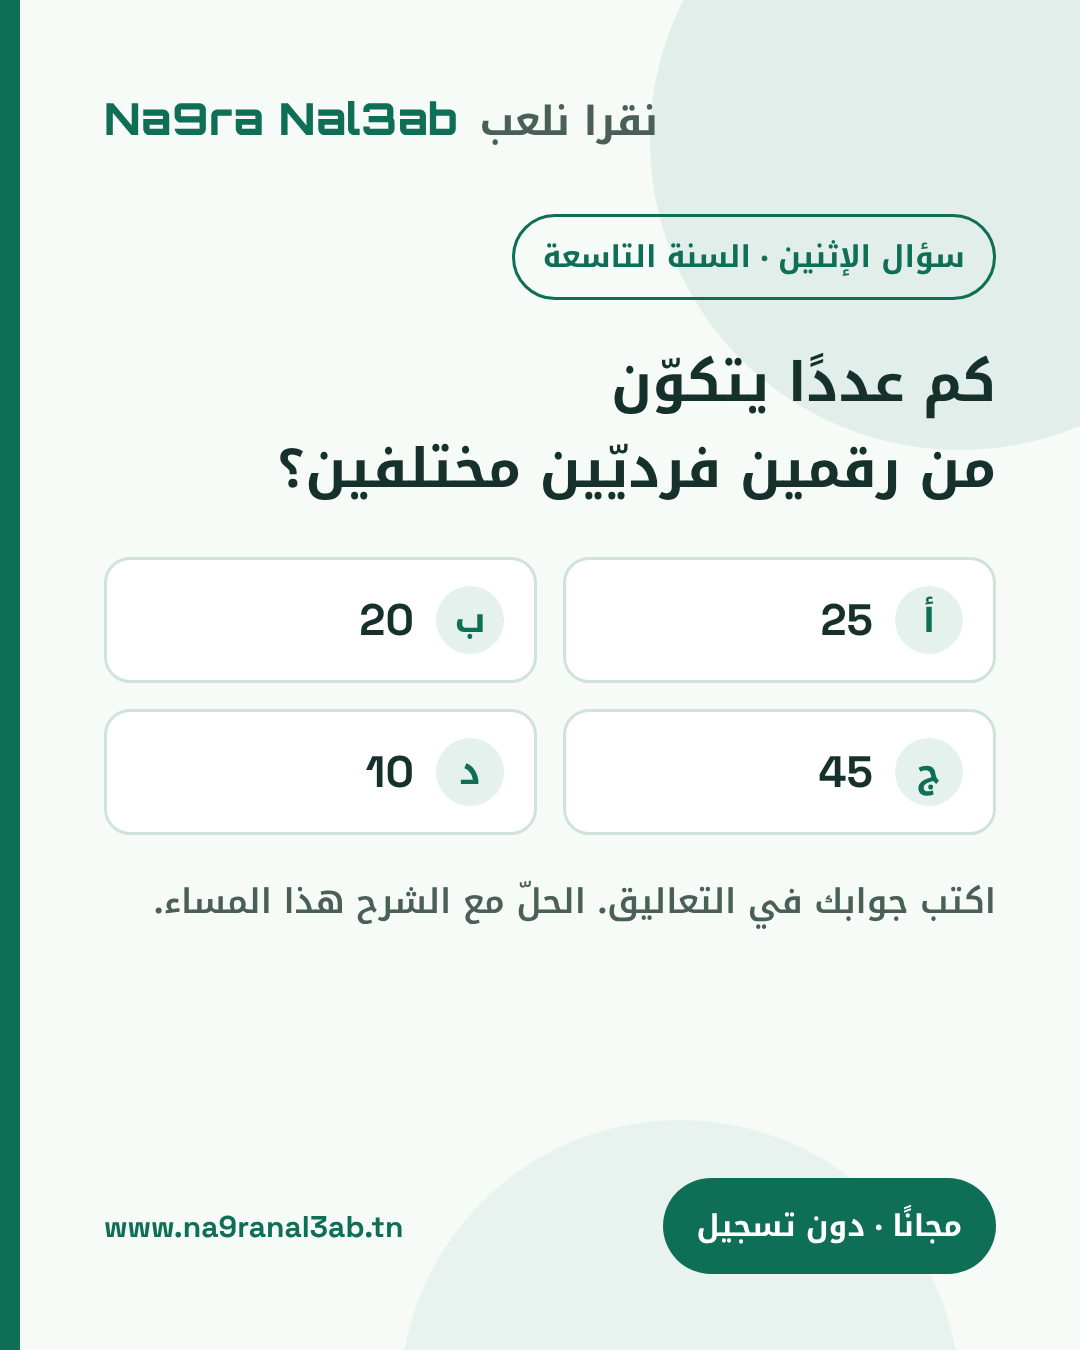 Na9ra Nal3ab نقرا نلعب
سؤال الإثنين · السنة التاسعة
كم عددًا يتكوّن
من رقمين فرديّين مختلفين؟
أ 25
ب 20
ج 45
د 10
اكتب جوابك في التعاليق. الحلّ مع الشرح هذا المساء.
مجانًا · دون تسجيل
www.na9ranal3ab.tn